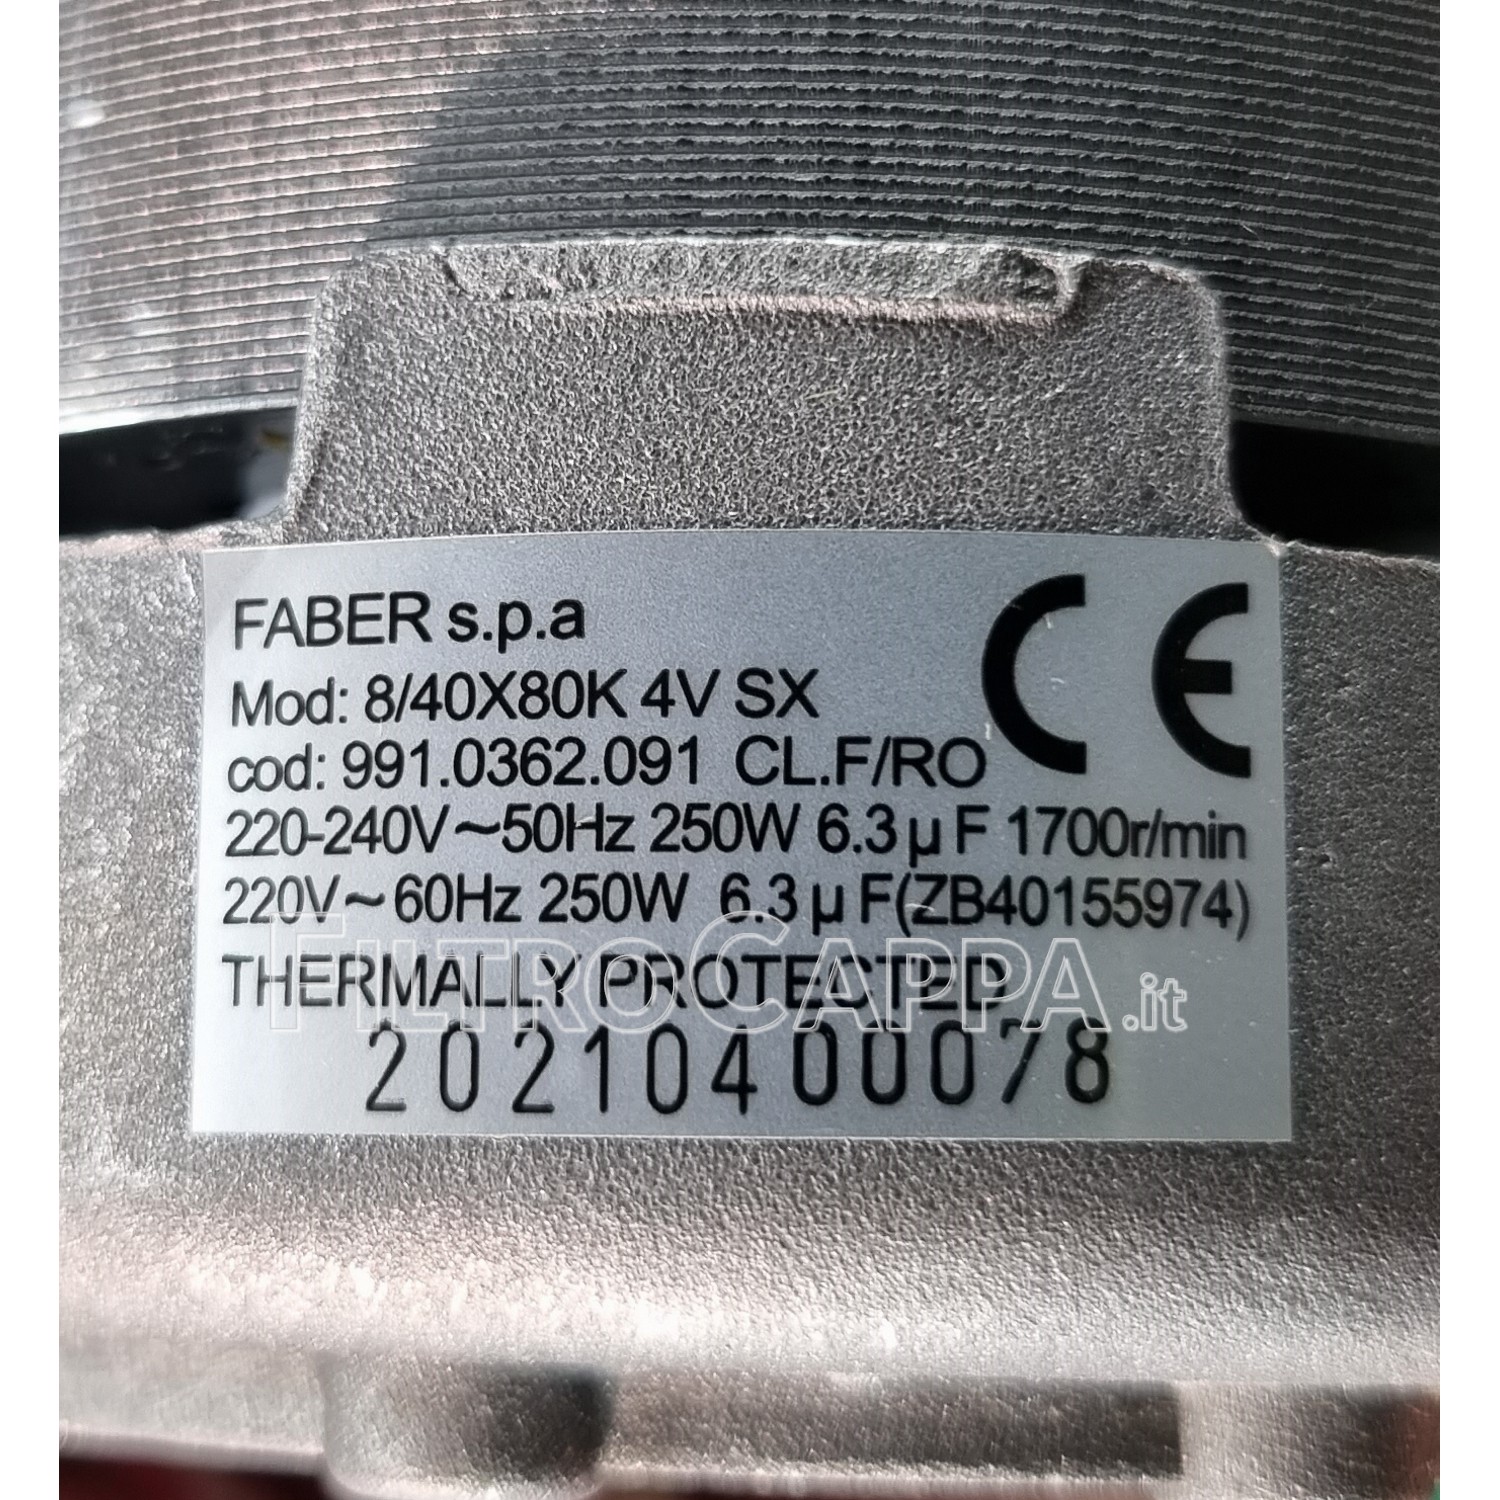 FABER s.p.a
Mod: 8/40X80K 4V SX
cod: 991.0362.091 CL.F/RO
CE
220-240V~50Hz 250W 6.3μF 1700r/min
220V~60Hz 250W 6.3μF(ZB40155974)
THERMALLY PROTECTED
FILTROCAPPA.it
20210400078